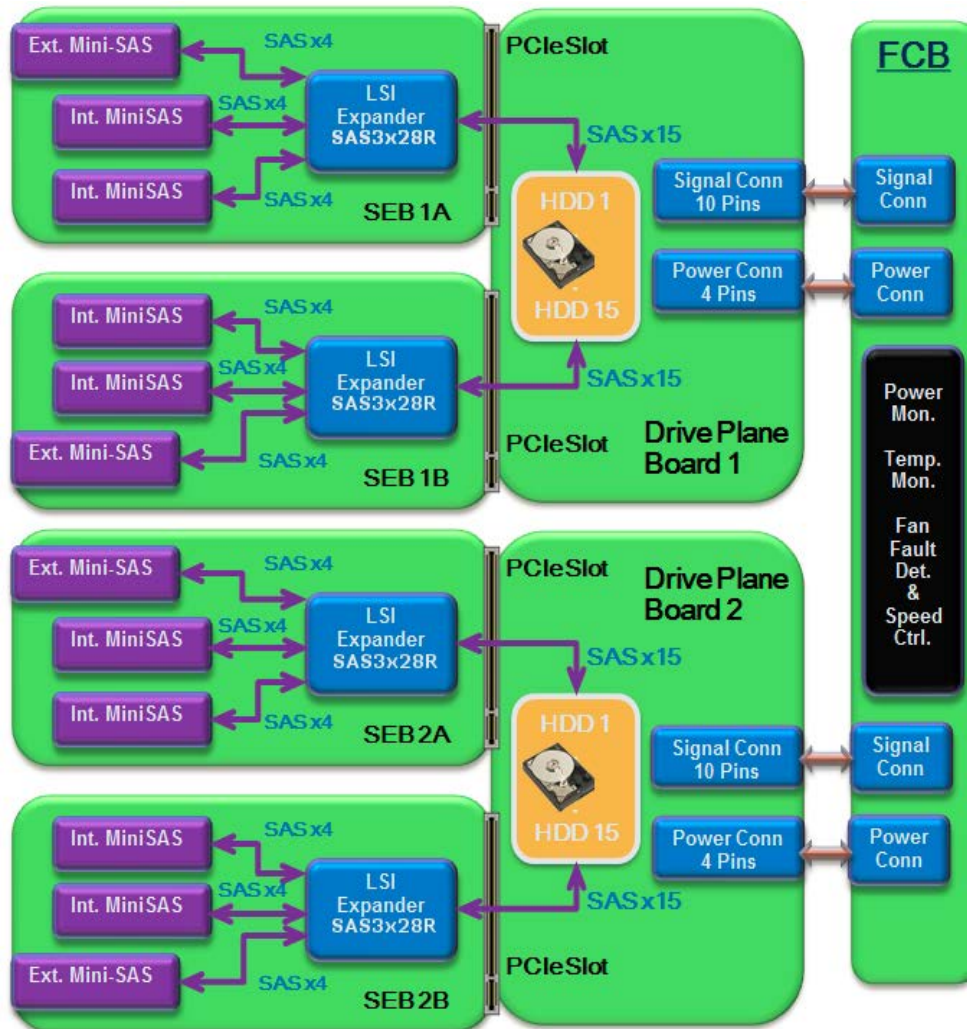 Ext. Mini-SAS
SAS x4
Int. MiniSAS
SAS x4
Int. MiniSAS
SAS x4
LSI
Expander
SAS3x28R
SEB 1A
PCIe Slot
SAS x15
Int. MiniSAS
SAS x4
Int. MiniSAS
SAS x4
Ext. Mini-SAS
SAS x4
LSI
Expander
SAS3x28R
SEB 1B
PCIe Slot
SAS x15
HDD 1
HDD 15
Signal Conn
10 Pins
Power Conn
4 Pins
Drive Plane
Board 1
Ext. Mini-SAS
SAS x4
Int. MiniSAS
SAS x4
Int. MiniSAS
SAS x4
LSI
Expander
SAS3x28R
SEB 2A
PCIe Slot
SAS x15
Int. MiniSAS
SAS x4
Int. MiniSAS
SAS x4
Ext. Mini-SAS
SAS x4
LSI
Expander
SAS3x28R
SEB 2B
PCIe Slot
SAS x15
Drive Plane
Board 2
HDD 1
HDD 15
Signal Conn
10 Pins
Power Conn
4 Pins
FCB
Signal
Conn
Power
Conn
Power
Mon.
Temp.
Mon.
Fan
Fault
Det.
&
Speed
Ctrl.
Signal
Conn
Power
Conn